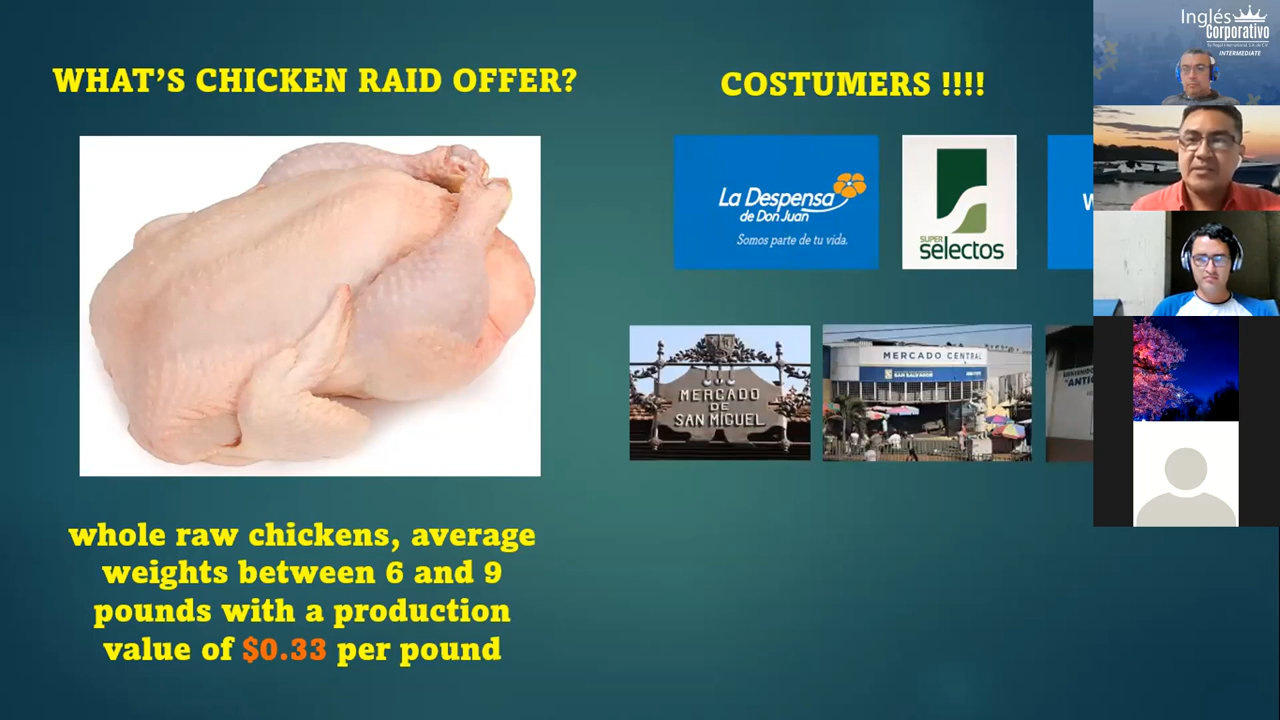 WHAT'S CHICKEN RAID OFFER?
whole raw chickens, average
weights between 6 and 9
pounds with a production
value of $0.33 per pound
COSTUMERS !!!!
La Despensa
de Don Juan
Somos parte de tu vida.
SUPER
selectos
W
MERCADO
DE
SAN MIGUEL
MERCADO CENTRAL
SAN SALVADOR
Inglés
Corporativo
INTERMEDIATE